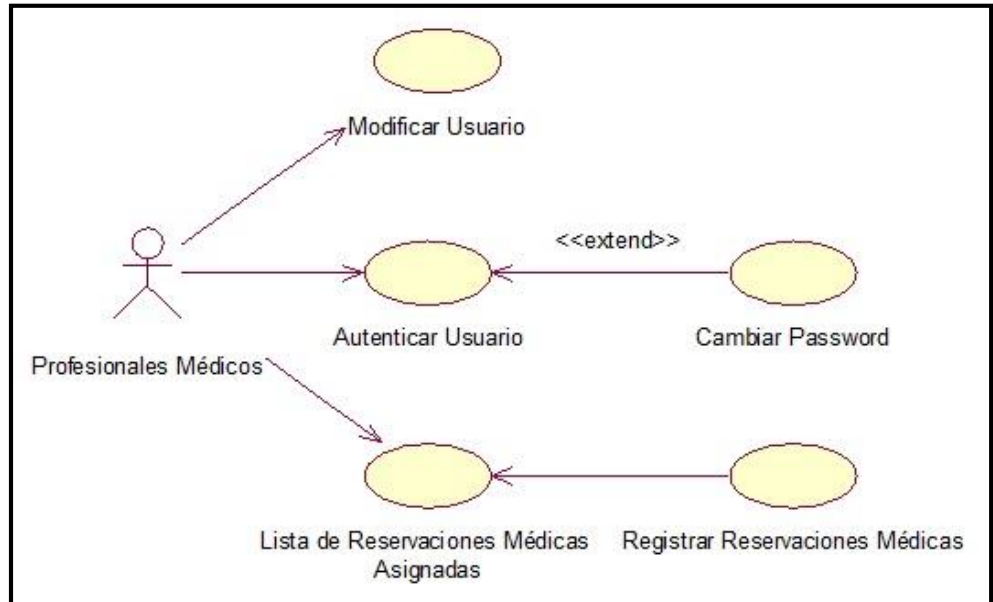 Modificar Usuario
<<extend>>
Autenticar Usuario
Cambiar Password
Profesionales Médicos
Lista de Reservaciones Médicas
Asignadas
Registrar Reservaciones Médicas